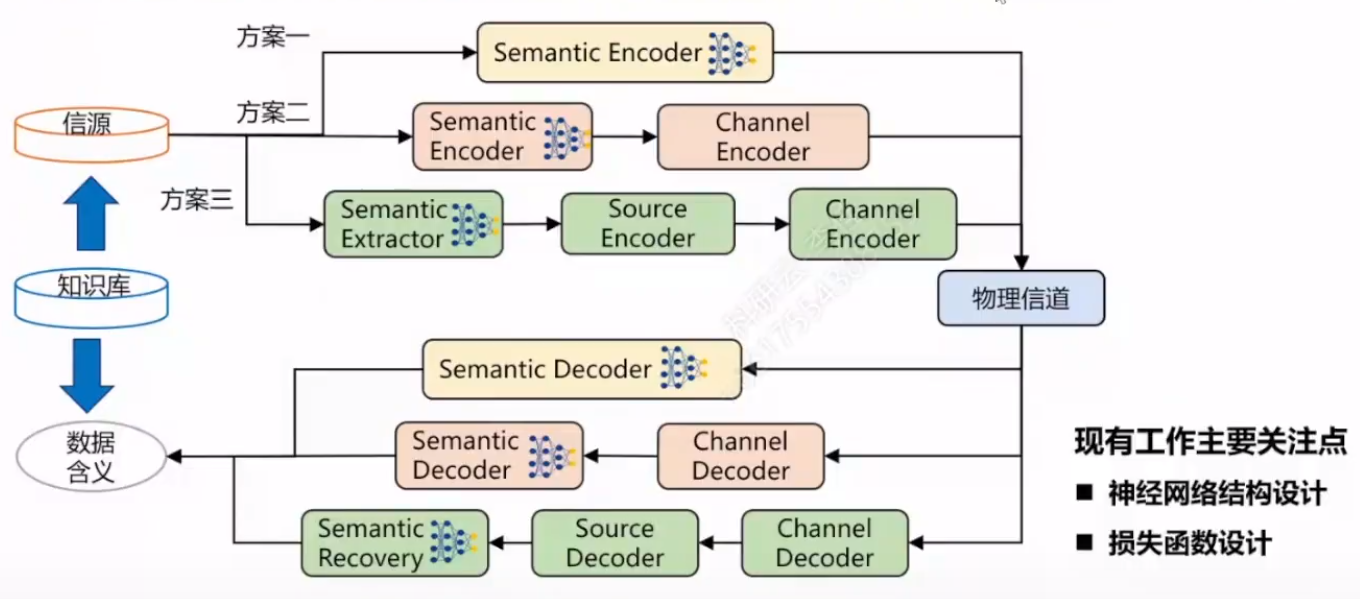 方案一
Semantic Encoder
信源
方案二
Semantic
Encoder
Channel
Encoder
方案三
Semantic
Extractor
Source
Encoder
Channel
Encoder
知识库
物理信道
Semantic Decoder
数据
含义
Semantic
Decoder
Channel
Decoder
Semantic
Recovery
Source
Decoder
Channel
Decoder
现有工作主要关注点
■ 神经网络结构设计
■ 损失函数设计